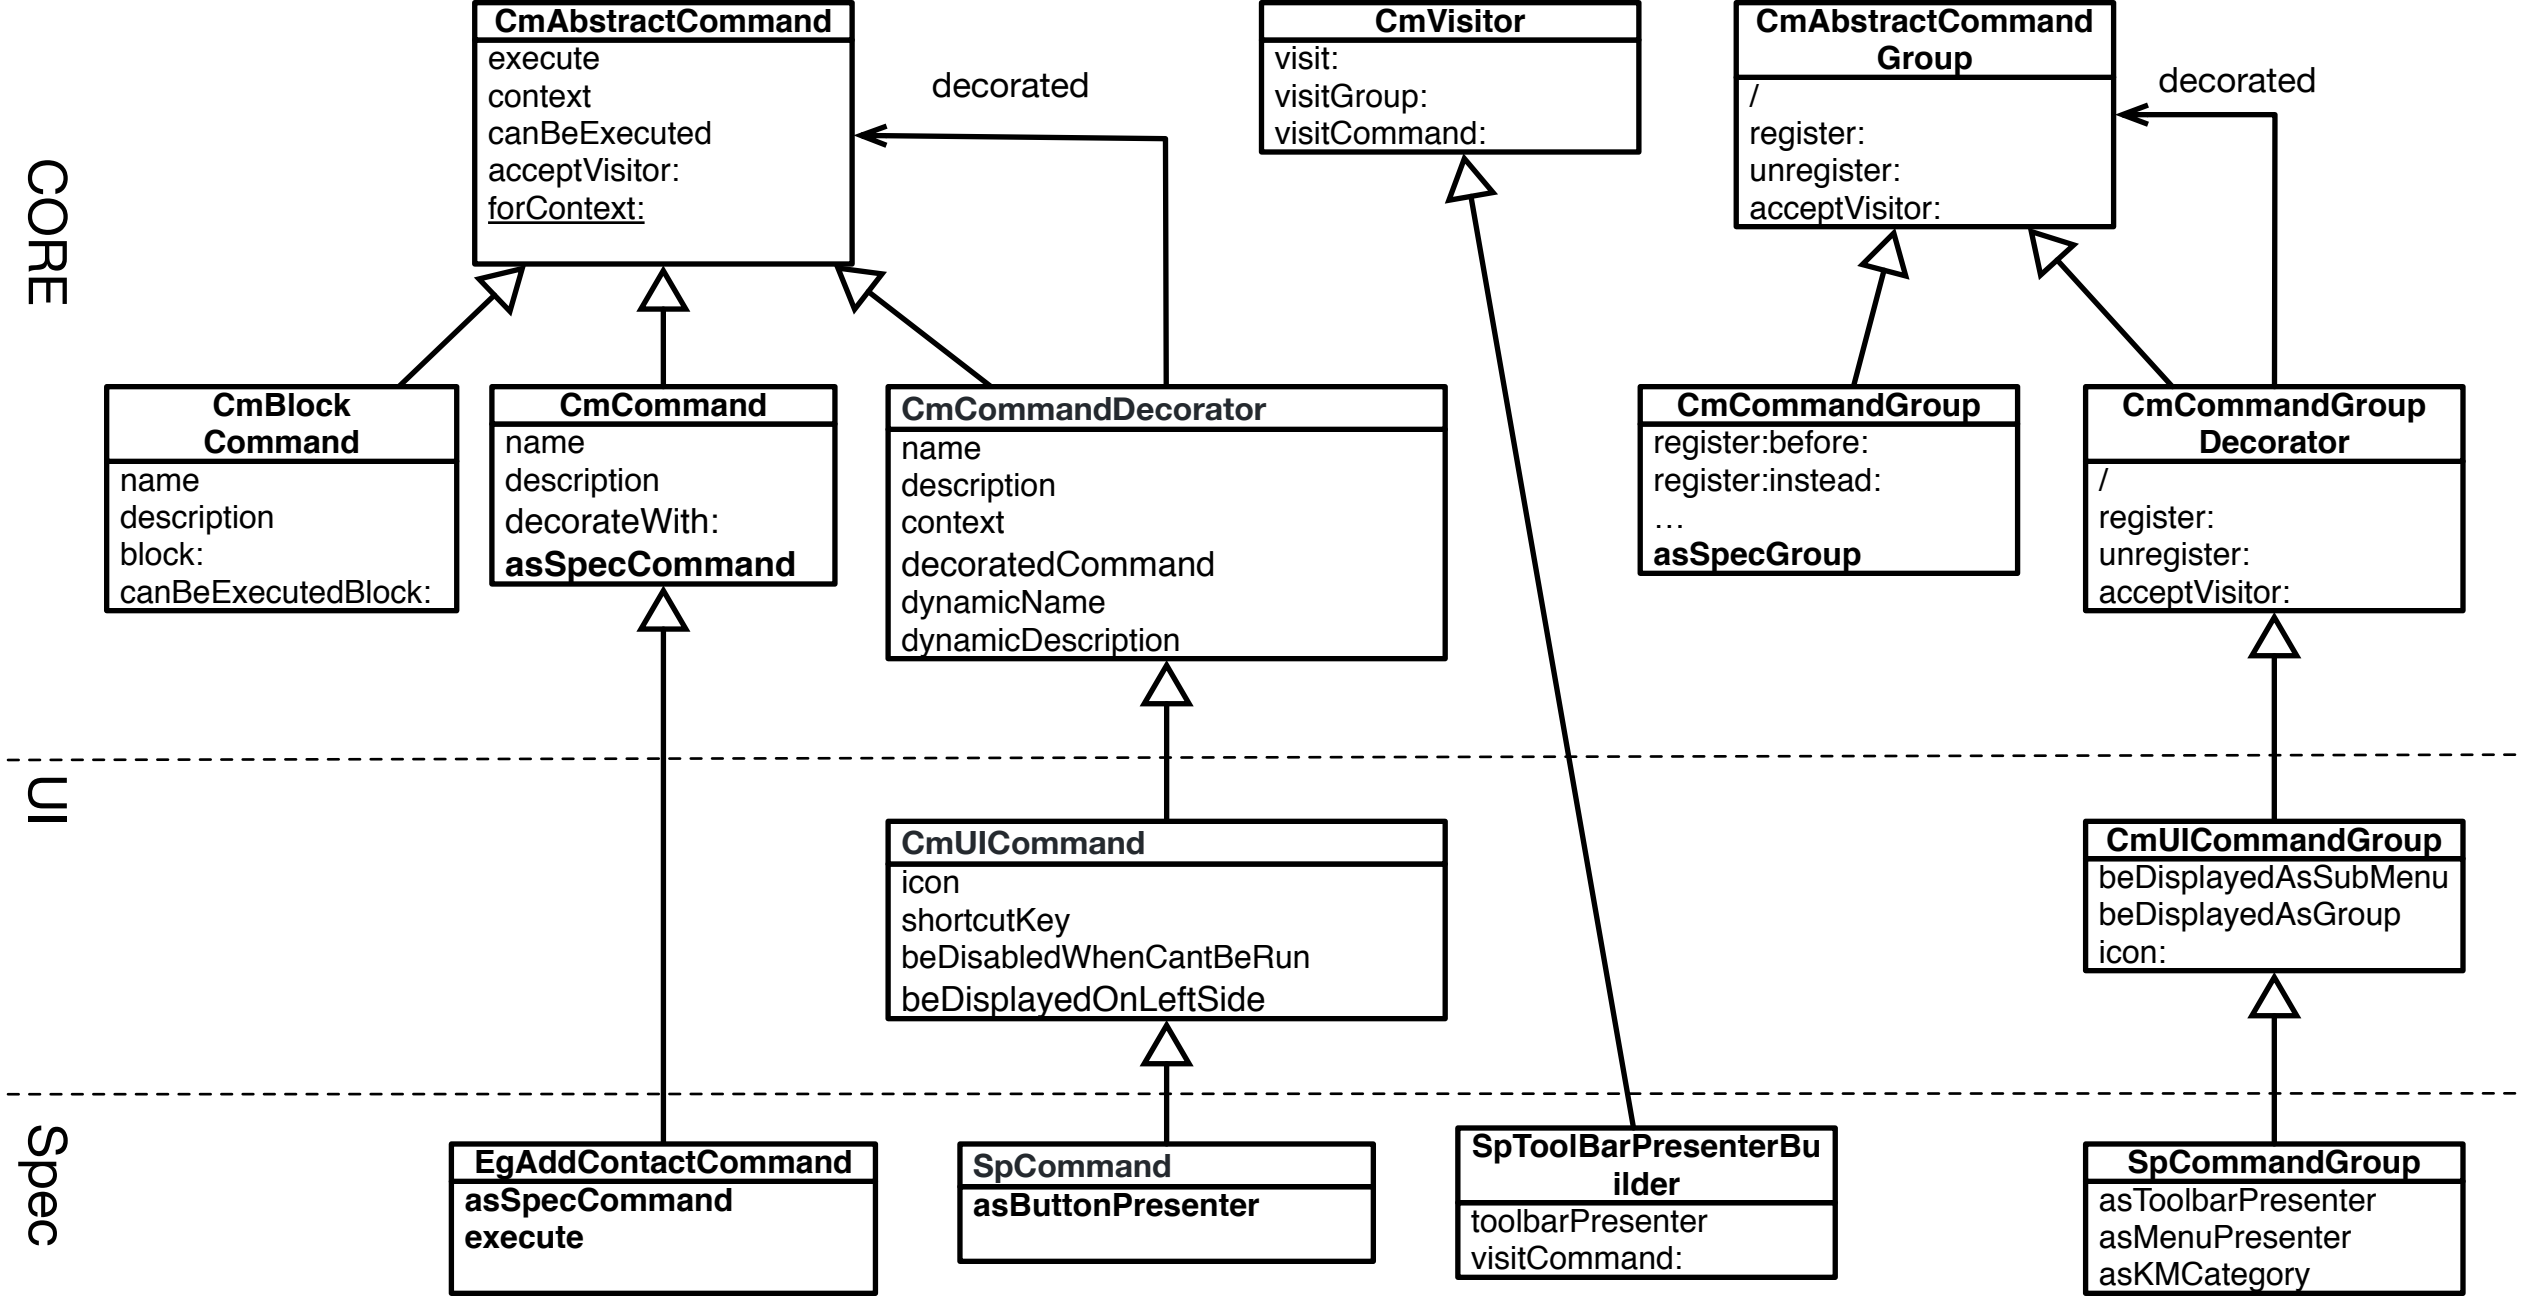 CORE
CmAbstractCommand
execute
context
canBeExecuted
acceptVisitor:
forContext:
decorated
CmVisitor
visit:
visitGroup:
visitCommand:
CmAbstractCommand
Group
/
register:
unregister:
acceptVisitor:
decorated
CmBlock
Command
name
description
block:
canBeExecutedBlock:
CmCommand
name
description
decorateWith:
asSpecCommand
CmCommandDecorator
name
description
context
decoratedCommand
dynamicName
dynamicDescription
CmCommandGroup
register:before:
register:instead:
…
asSpecGroup
CmCommandGroup
Decorator
/
register:
unregister:
acceptVisitor:
UI
CmUICommand
icon
shortcutKey
beDisabledWhenCantBeRun
beDisplayedOnLeftSide
CmUICommandGroup
beDisplayedAsSubMenu
beDisplayedAsGroup
icon:
Spec
EgAddContactCommand
asSpecCommand
execute
SpCommand
asButtonPresenter
SpToolBarPresenterBu
ilder
toolbarPresenter
visitCommand:
SpCommandGroup
asToolbarPresenter
asMenuPresenter
asKMCategory